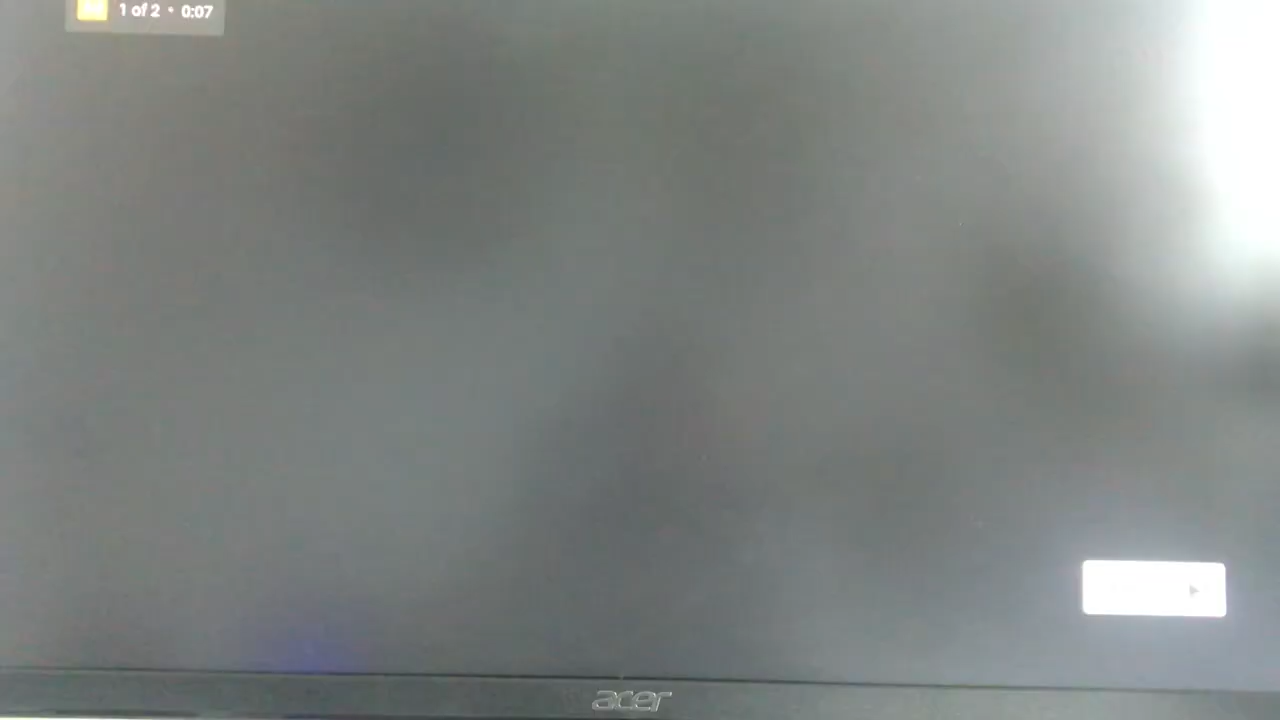 1 of 2 • 0:07
acer